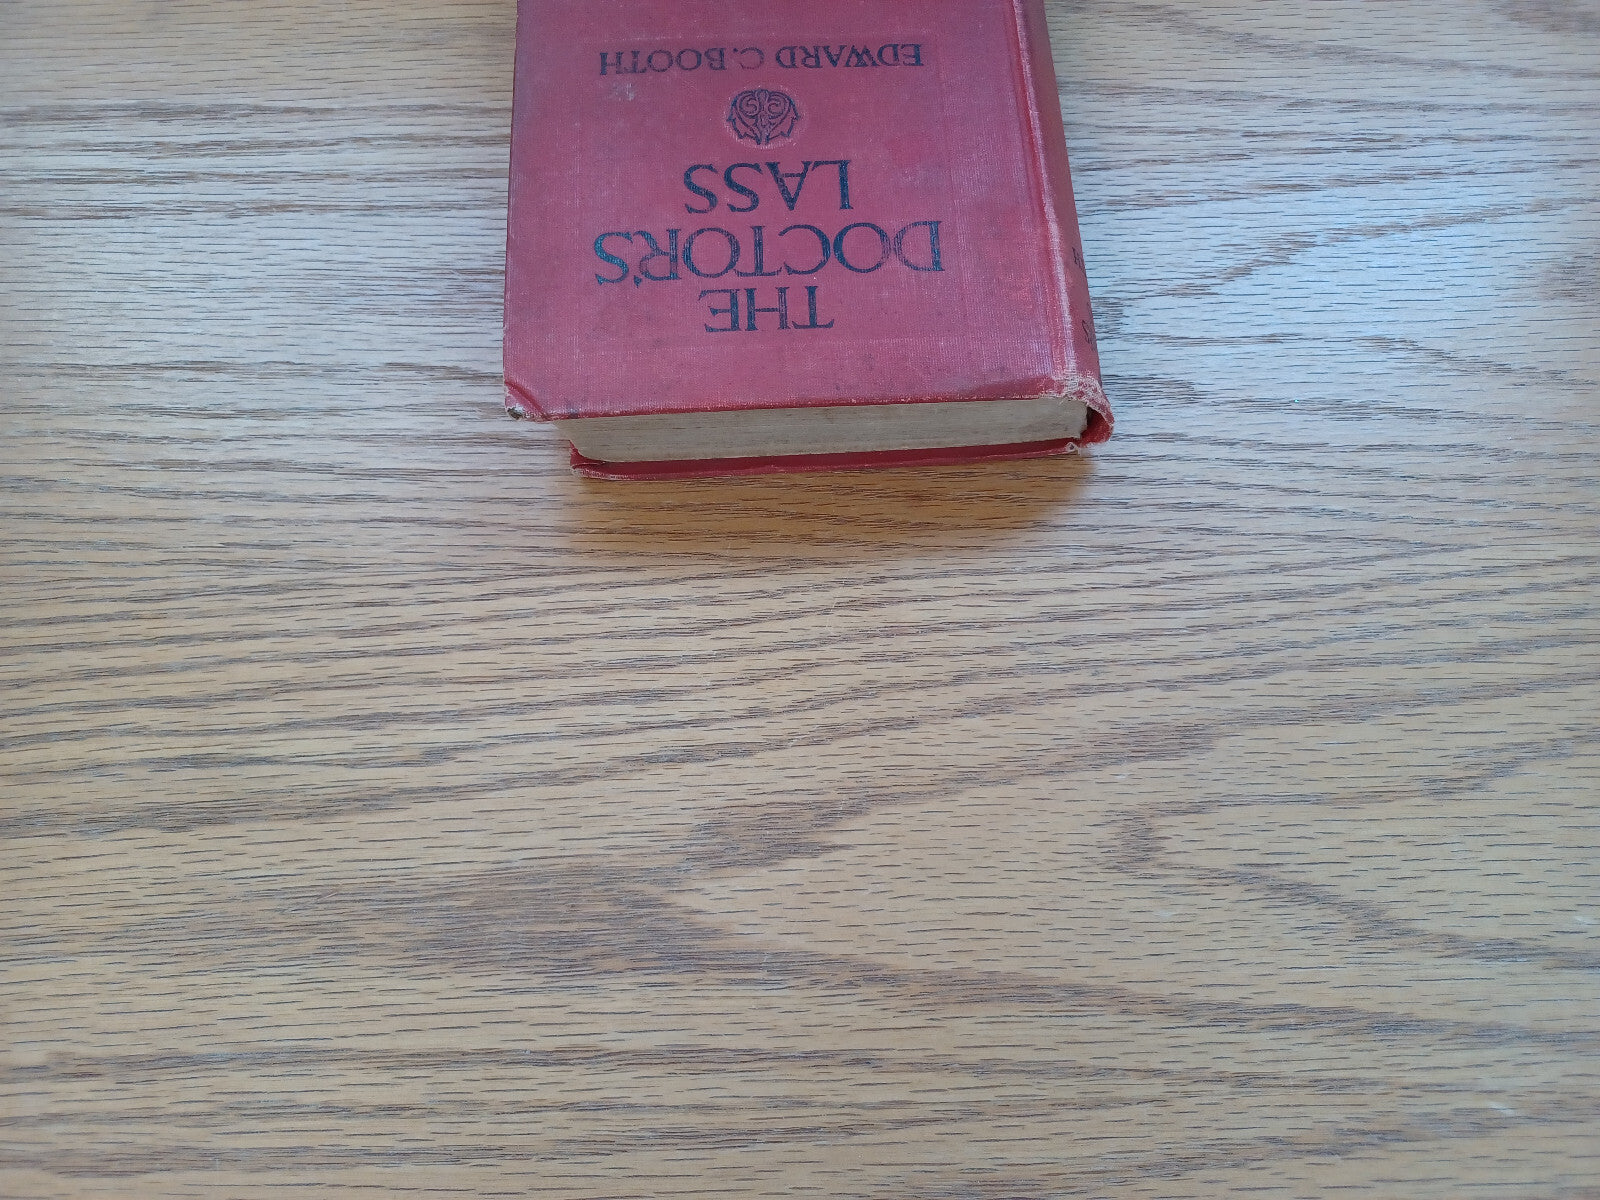 THE
DOCTOR'S
LASS
EDWARD C. BOOTH